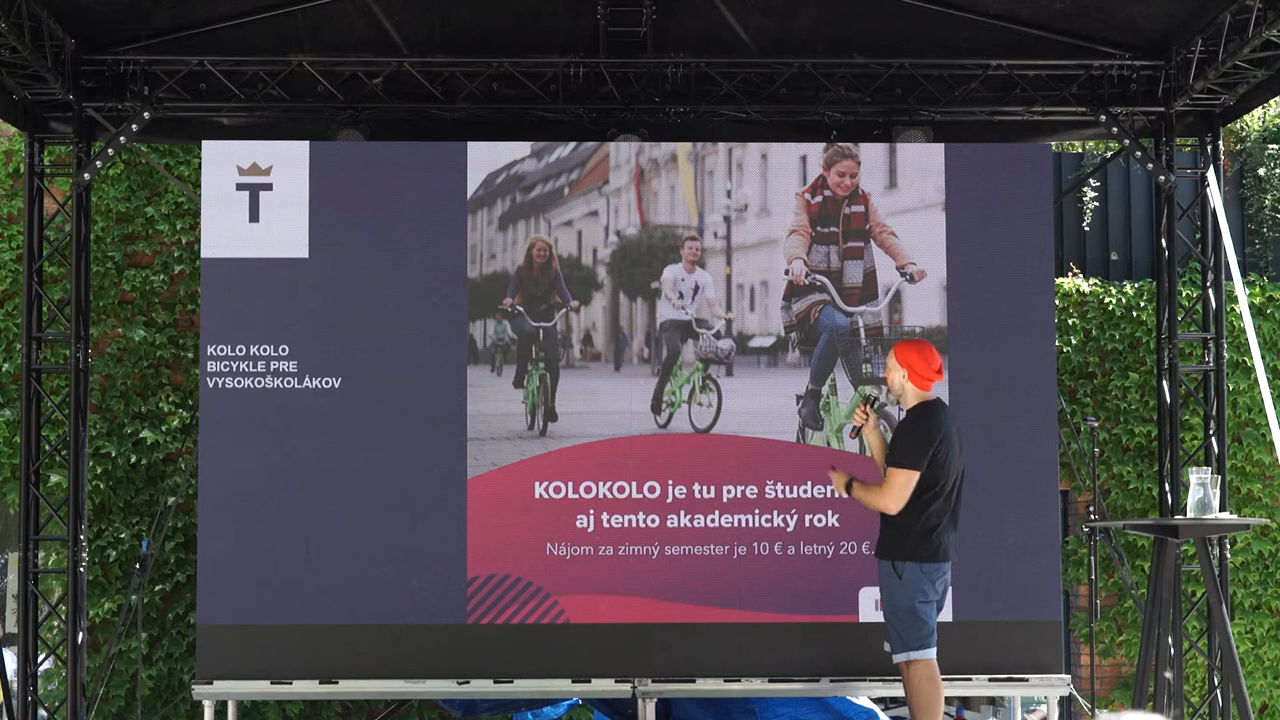 T
KOLO KOLO
BICYKLE PRE
VYSOKOŠKOLÁKOV
KOLOKOLO je tu pre študen
aj tento akademický rok
Nájom za zimný semester je 10 € a letný 20 €.